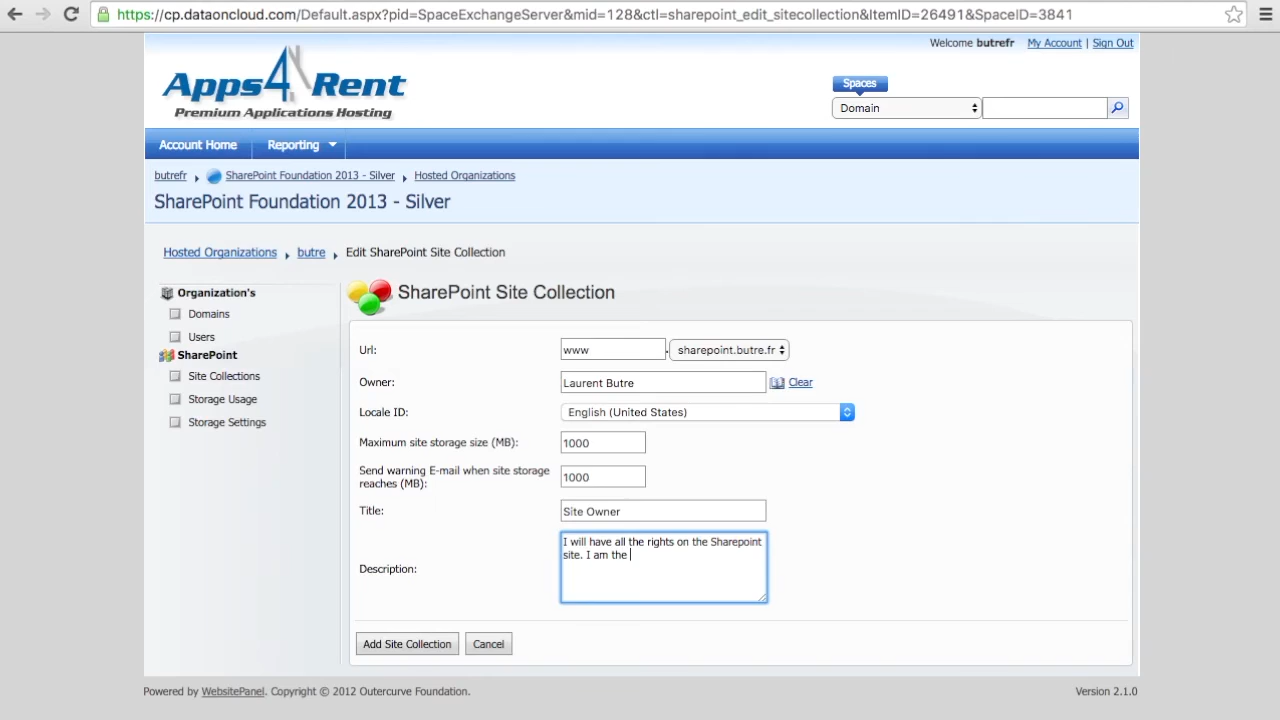 https://cp.dataoncloud.com/Default.aspx?pid=SpaceExchangeServer&mid=128&ctl=sharepoint_edit_sitecollection&ItemID=26491&SpaceID=3841
Welcome butrefr My Account | Sign Out
Apps4Rent
Premium Applications Hosting
Spaces
Domain
Account Home Reporting
butrefr SharePoint Foundation 2013 - Silver Hosted Organizations
SharePoint Foundation 2013 - Silver
Hosted Organizations butre Edit SharePoint Site Collection
Organization's
Domains
Users
SharePoint
Site Collections
Storage Usage
Storage Settings
SharePoint Site Collection
Url: www . sharepoint.butre.fr
Owner: Laurent Butre Clear
Locale ID: English (United States)
Maximum site storage size (MB): 1000
Send warning E-mail when site storage
reaches (MB): 1000
Title: Site Owner
Description:
I will have all the rights on the Sharepoint
site. I am the
Add Site Collection Cancel
Powered by WebsitePanel. Copyright © 2012 Outercurve Foundation. Version 2.1.0